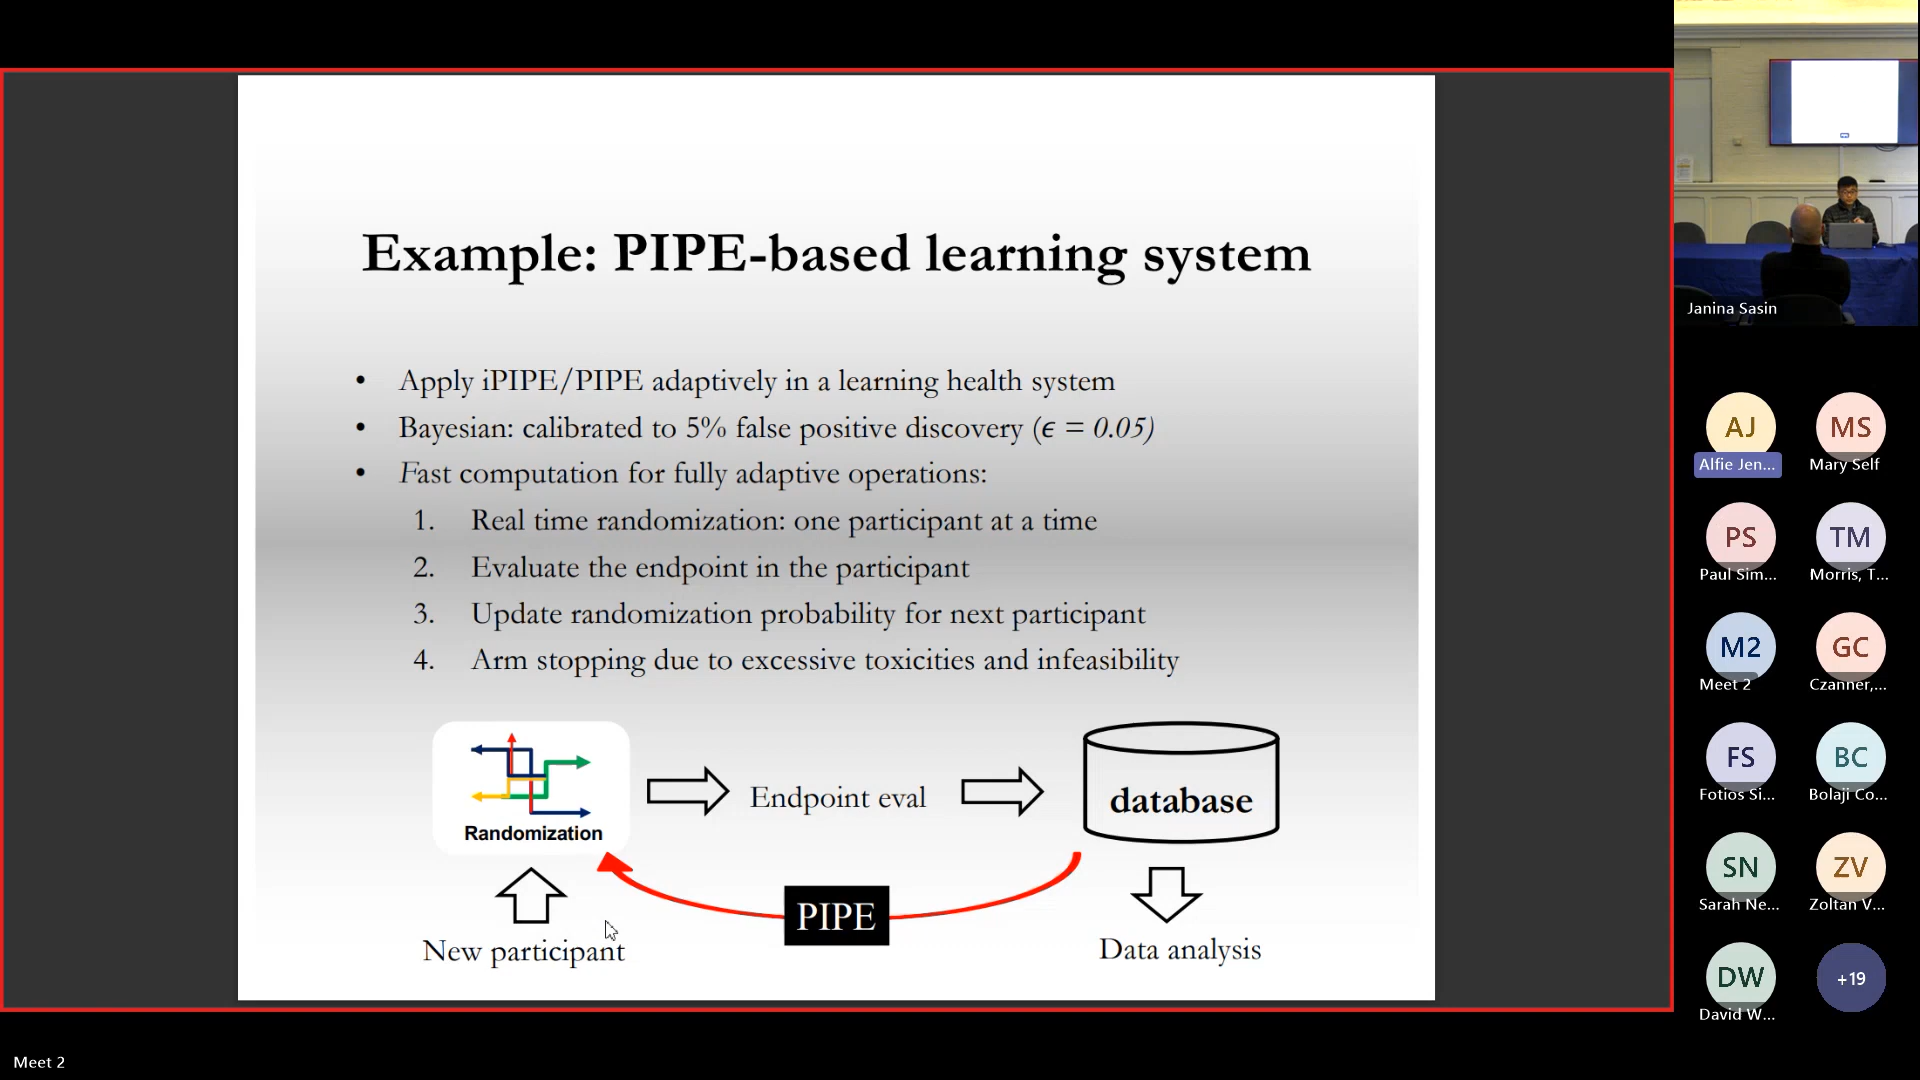 Example: PIPE-based learning system
• Apply iPIPE/PIPE adaptively in a learning health system
• Bayesian: calibrated to 5% false positive discovery (ϵ = 0.05)
• Fast computation for fully adaptive operations:
1. Real time randomization: one participant at a time
2. Evaluate the endpoint in the participant
3. Update randomization probability for next participant
4. Arm stopping due to excessive toxicities and infeasibility
Randomization
Endpoint eval
database
PIPE
New participant
Data analysis
Janina Sasin
AJ
Alfie Jen...
MS
Mary Self
PS
Paul Sim...
TM
Morris, T...
M2
Meet 2
GC
Czanner,...
FS
Fotios Si...
BC
Bolaji Co...
SN
Sarah Ne...
ZV
Zoltan V...
DW
David W...
+19
Meet 2